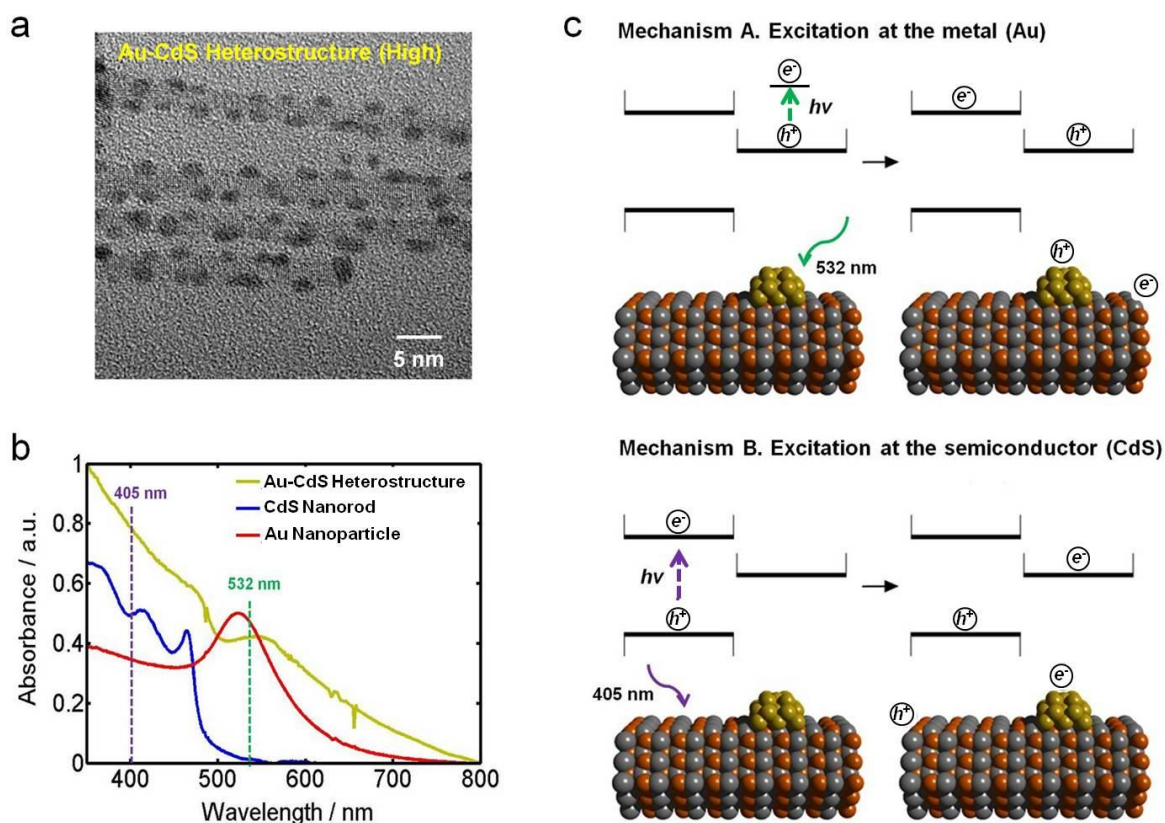 a
Au-CdS Heterostructure (High)
5 nm
b
Absorbance / a.u.
1
0.8
0.6
0.4
0.2
0
405 nm
532 nm
Au-CdS Heterostructure
CdS Nanorod
Au Nanoparticle
400 500 600 700 800
Wavelength / nm
c
Mechanism A. Excitation at the metal (Au)
e-
hv
h+
e-
h+
532 nm
h+
e-
Mechanism B. Excitation at the semiconductor (CdS)
e-
hv
h+
e-
h+
405 nm
e-
h+